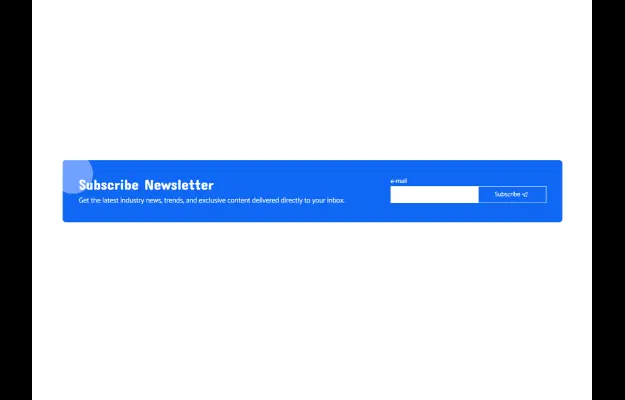 Subscribe Newsletter
Get the latest industry news, trends, and exclusive content delivered directly to your inbox.
e-mail
Subscribe